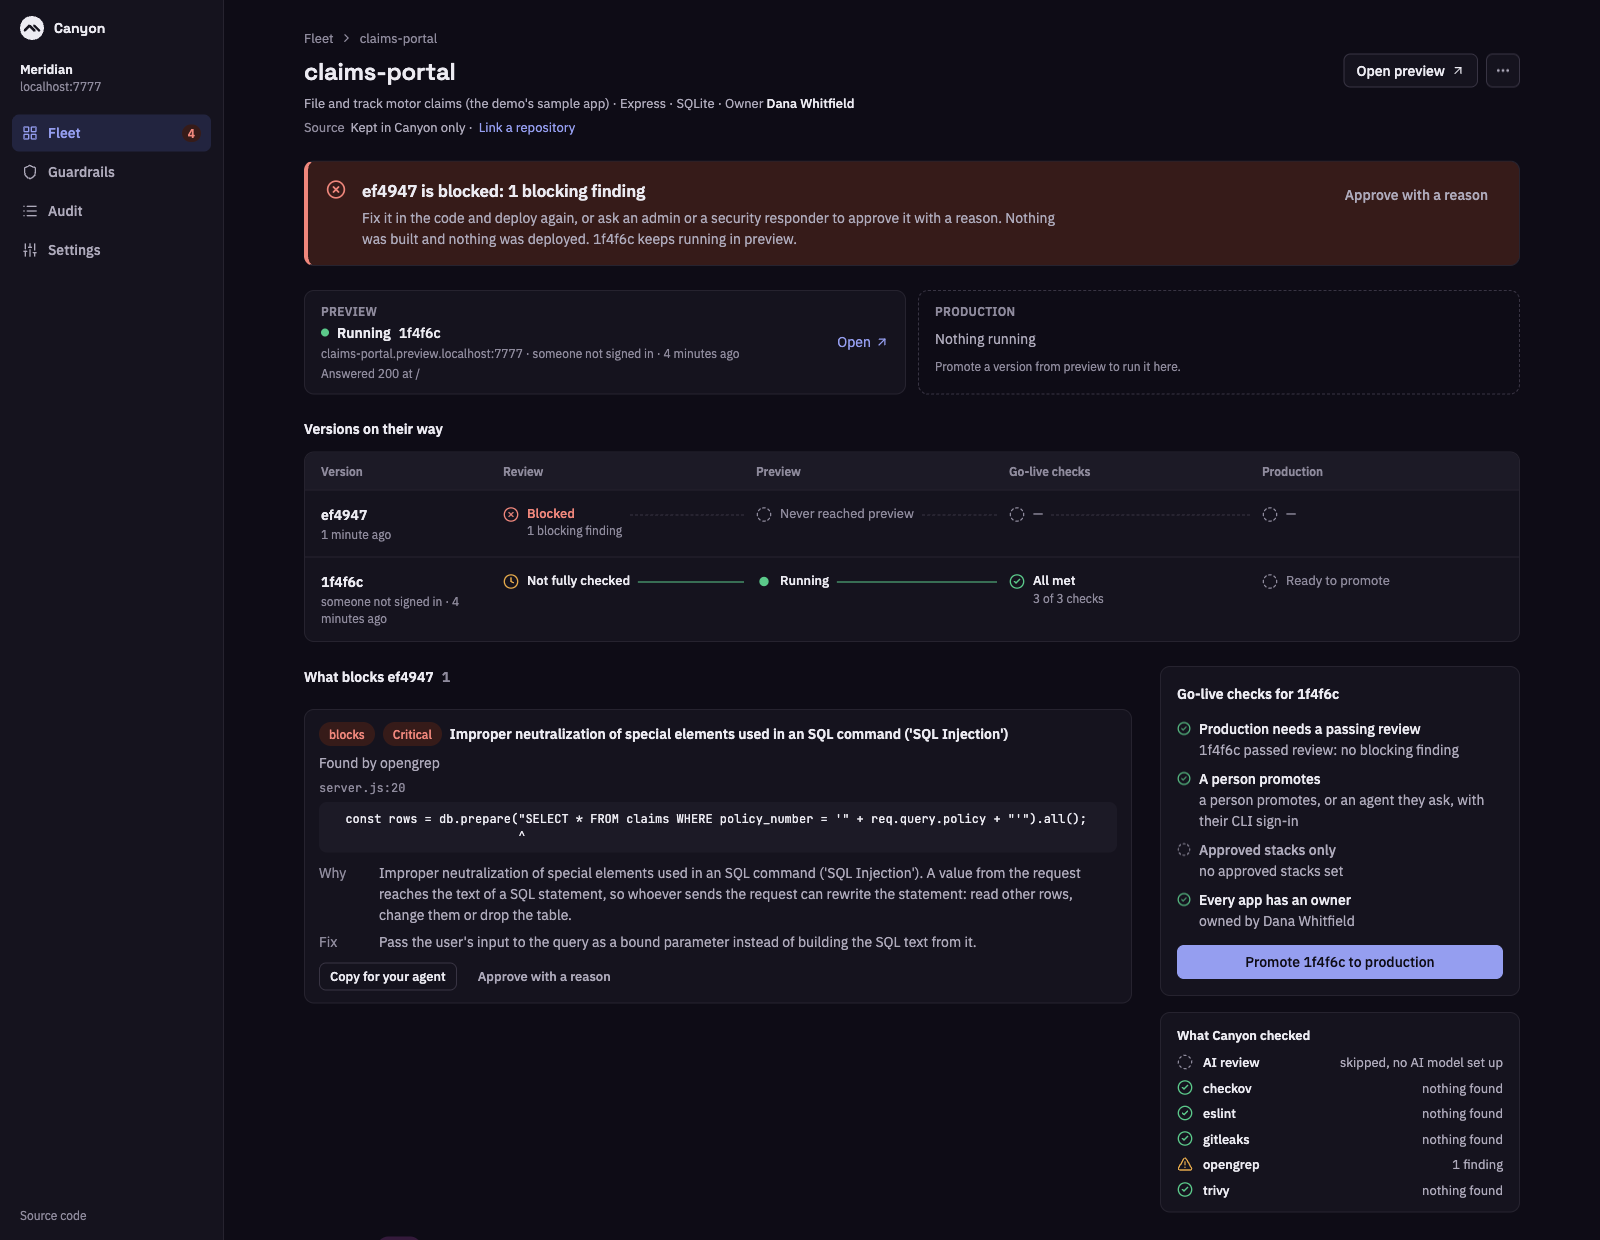 Canyon
Meridian
localhost:7777
Fleet 4
Guardrails
Audit
Settings
Source code
Fleet > claims-portal
claims-portal
Open preview ↗ ···
File and track motor claims (the demo's sample app) · Express · SQLite · Owner Dana Whitfield
Source Kept in Canyon only · Link a repository
ef4947 is blocked: 1 blocking finding
Approve with a reason
Fix it in the code and deploy again, or ask an admin or a security responder to approve it with a reason. Nothing
was built and nothing was deployed. 1f4f6c keeps running in preview.
PREVIEW
Running 1f4f6c
claims-portal.preview.localhost:7777 · someone not signed in · 4 minutes ago
Answered 200 at /
Open ↗
PRODUCTION
Nothing running
Promote a version from preview to run it here.
Versions on their way
Version Review Preview Go-live checks Production
ef4947 Blocked Never reached preview — —
1 minute ago 1 blocking finding
1f4f6c Not fully checked Running All met Ready to promote
someone not signed in · 4 3 of 3 checks
minutes ago
What blocks ef4947 1
blocks Critical Improper neutralization of special elements used in an SQL command ('SQL Injection')
Found by opengrep
server.js:20
const rows = db.prepare("SELECT * FROM claims WHERE policy_number = '" + req.query.policy + "'").all();
^
Why Improper neutralization of special elements used in an SQL command ('SQL Injection'). A value from the request
reaches the text of a SQL statement, so whoever sends the request can rewrite the statement: read other rows,
change them or drop the table.
Fix Pass the user's input to the query as a bound parameter instead of building the SQL text from it.
Copy for your agent Approve with a reason
Go-live checks for 1f4f6c
Production needs a passing review
1f4f6c passed review: no blocking finding
A person promotes
a person promotes, or an agent they ask, with
their CLI sign-in
Approved stacks only
no approved stacks set
Every app has an owner
owned by Dana Whitfield
Promote 1f4f6c to production
What Canyon checked
AI review skipped, no AI model set up
checkov nothing found
eslint nothing found
gitleaks nothing found
opengrep 1 finding
trivy nothing found